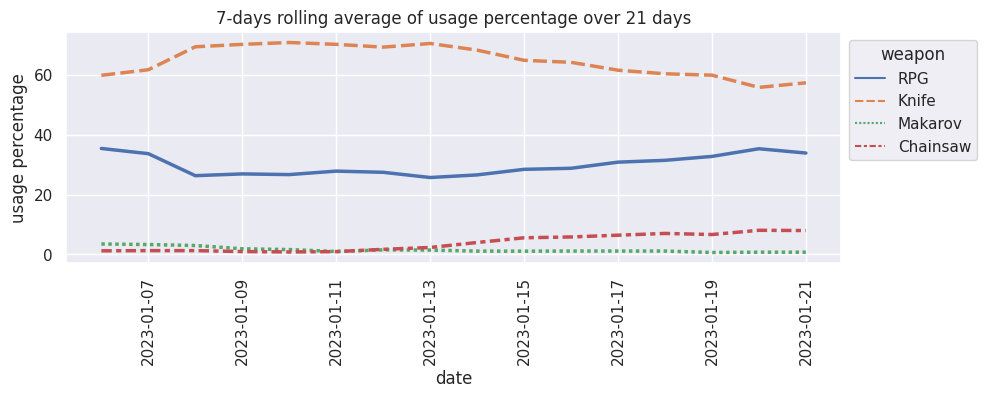 7-days rolling average of usage percentage over 21 days
usage percentage
60
40
20
0
2023-01-07
2023-01-09
2023-01-11
2023-01-13
2023-01-15
2023-01-17
2023-01-19
2023-01-21
date
weapon
RPG
Knife
Makarov
Chainsaw